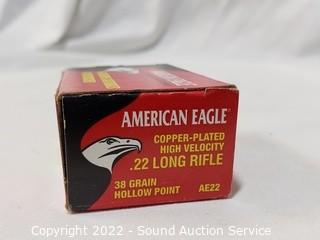 AMERICAN EAGLE
COPPER-PLATED
HIGH VELOCITY
.22 LONG RIFLE
38 GRAIN
HOLLOW POINT AE22
Copyright 2022 - Sound Auction Service